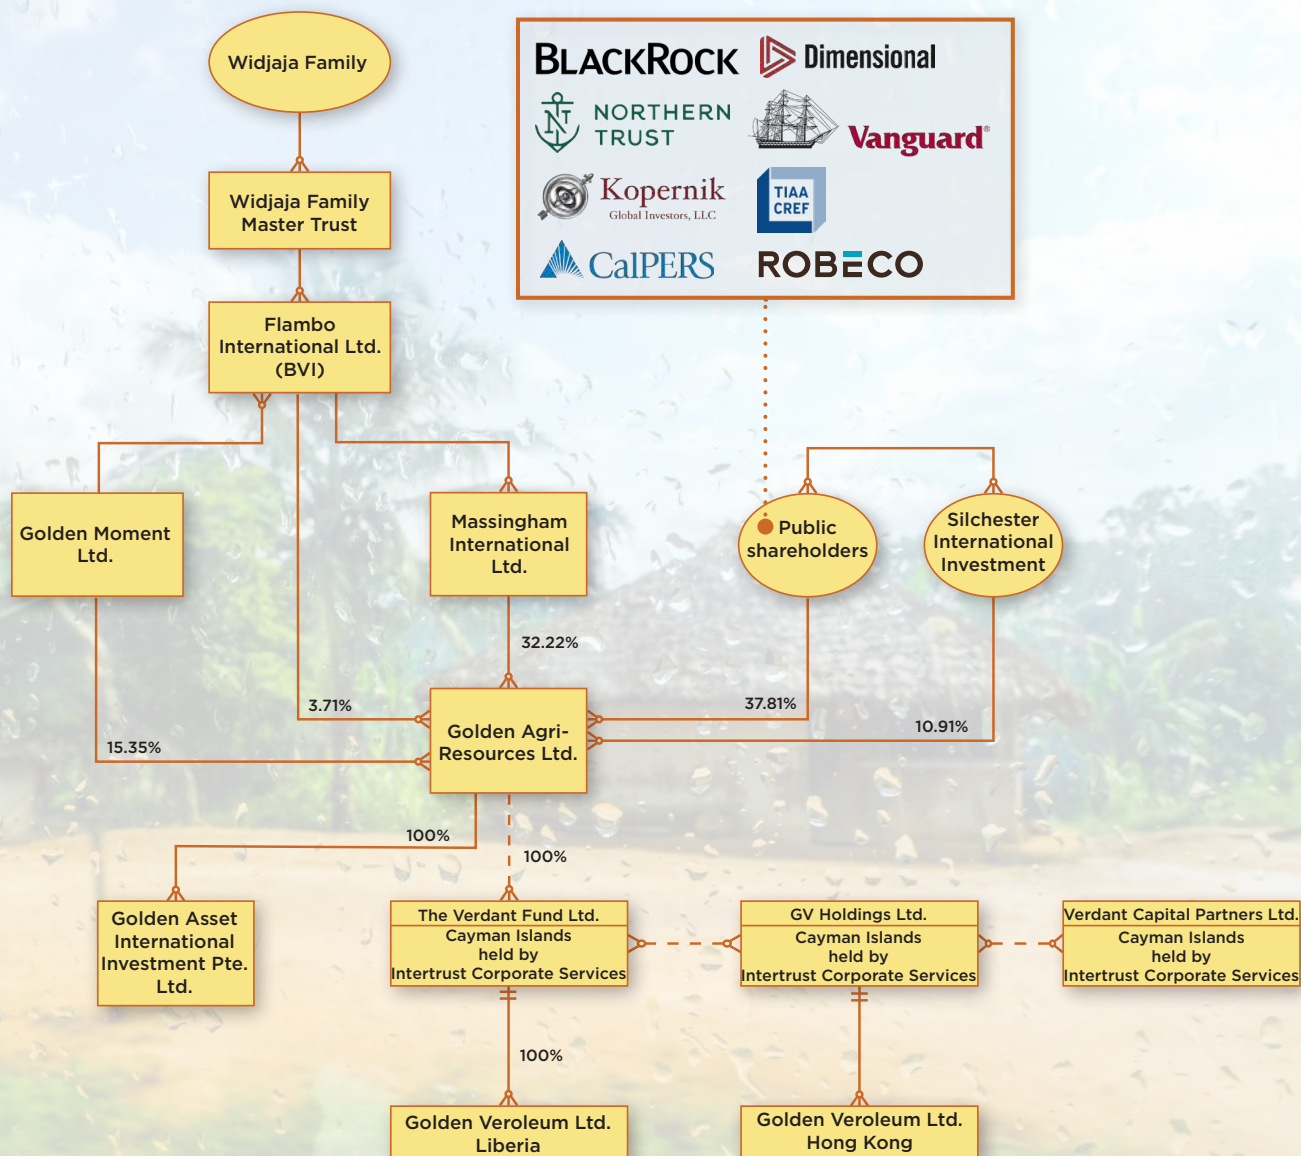 Widjaja Family
BLACKROCK
Dimensional
NORTHERN
TRUST
Vanguard®
Kopernik
Global Investors, LLC
TIAA
CREF
CalPERS
ROBECO
Widjaja Family
Master Trust
Flambo
International Ltd.
(BVI)
Golden Moment
Ltd.
Massingham
International
Ltd.
Public
shareholders
Silchester
International
Investment
32.22%
3.71%
37.81%
10.91%
15.35%
Golden Agri-
Resources Ltd.
100%
100%
Golden Asset
International
Investment Pte.
Ltd.
The Verdant Fund Ltd.
Cayman Islands
held by
Intertrust Corporate Services
GV Holdings Ltd.
Cayman Islands
held by
Intertrust Corporate Services
Verdant Capital Partners Ltd.
Cayman Islands
held by
Intertrust Corporate Services
100%
Golden Veroleum Ltd.
Liberia
Golden Veroleum Ltd.
Hong Kong